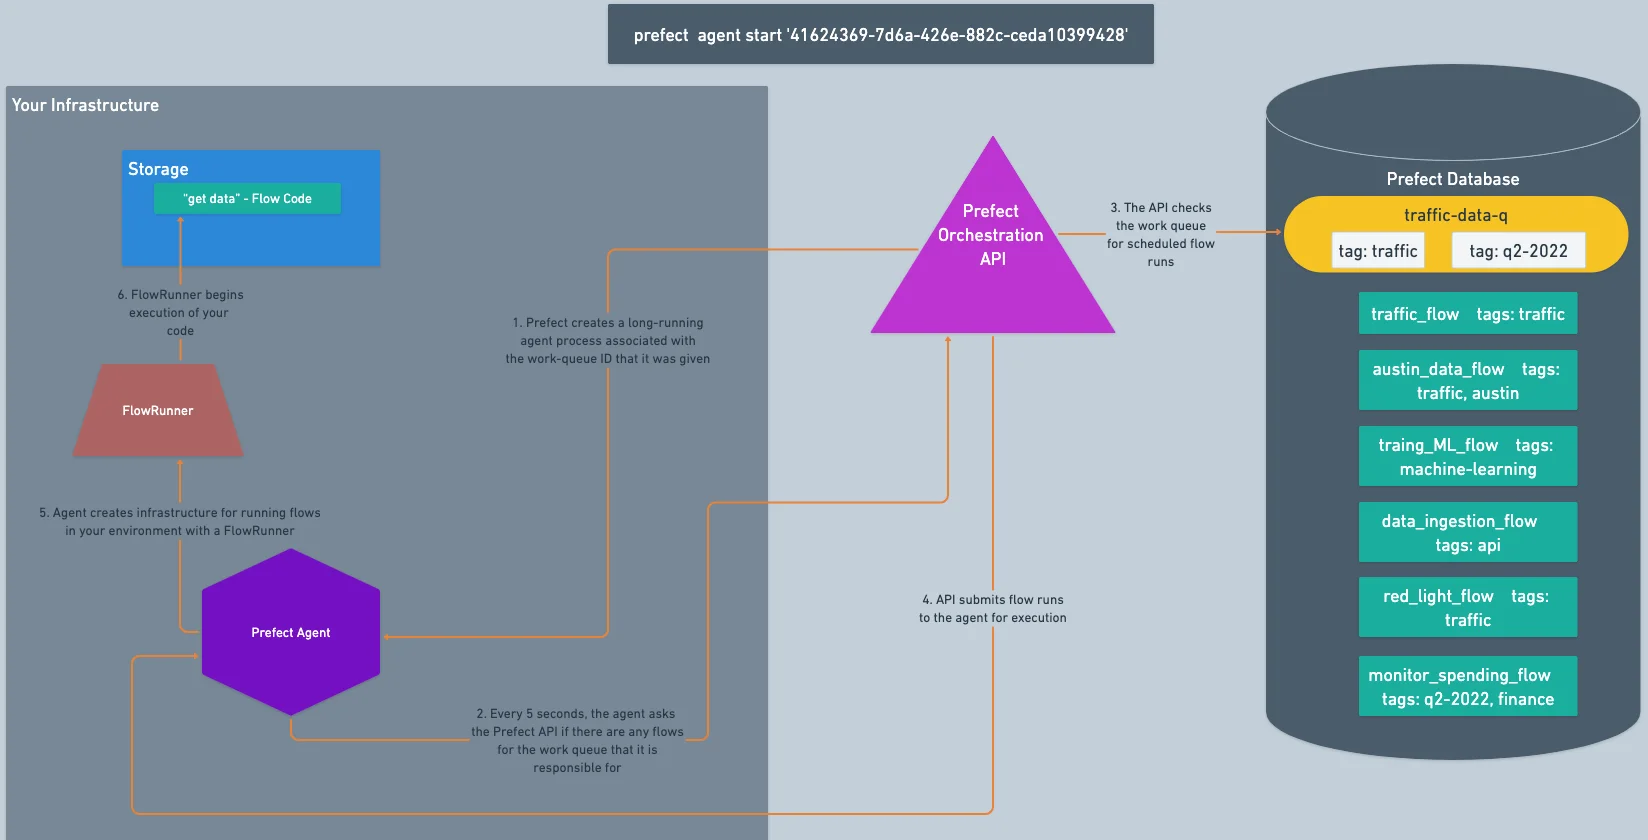 prefect  agent start '41624369-7d6a-426e-882c-ceda10399428'
Your Infrastructure
Storage
"get data" - Flow Code
6. FlowRunner begins
execution of your
code
FlowRunner
5. Agent creates infrastructure for running flows
in your environment with a FlowRunner
Prefect Agent
1. Prefect creates a long-running
agent process associated with
the work-queue ID that it was given
2. Every 5 seconds, the agent asks
the Prefect API if there are any flows
for the work queue that it is
responsible for
Prefect
Orchestration
API
3. The API checks
the work queue
for scheduled flow
runs
4. API submits flow runs
to the agent for execution
Prefect Database
traffic-data-q
tag: traffic
tag: q2-2022
traffic_flow    tags: traffic
austin_data_flow    tags:
traffic, austin
traing_ML_flow    tags:
machine-learning
data_ingestion_flow
tags: api
red_light_flow    tags:
traffic
monitor_spending_flow
tags: q2-2022, finance